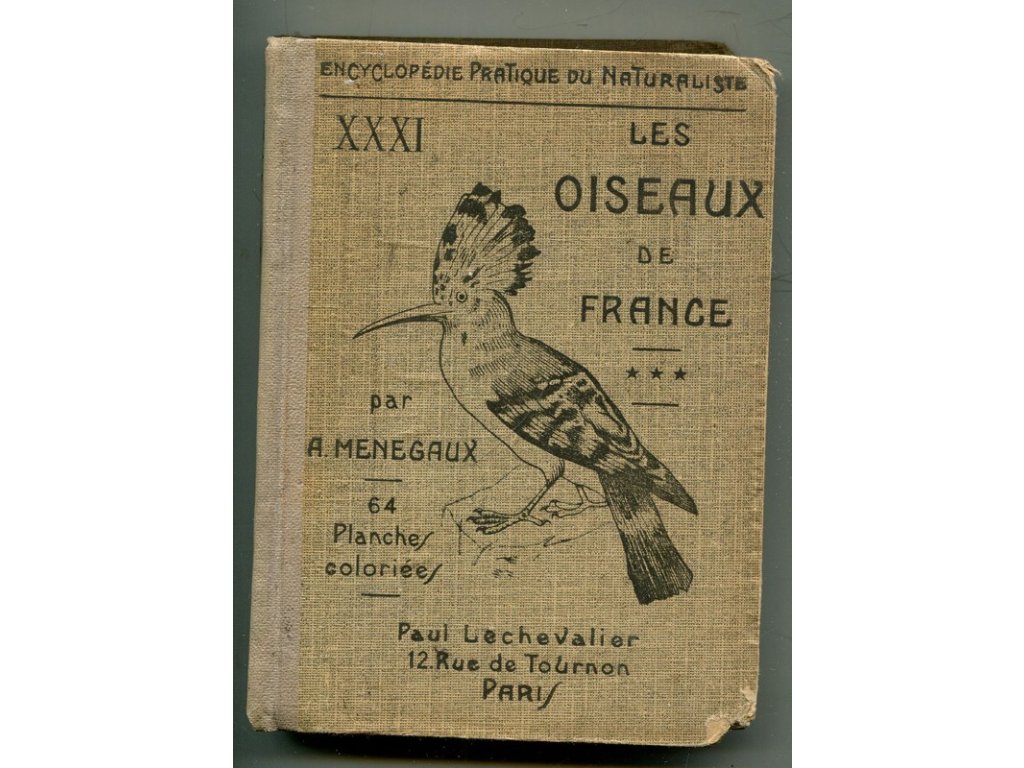 ENCYCLOPÉDIE PRATIQUE DU NATURALISTE
XXXI
LES
OISEAUX
DE
FRANCE
★ ★ ★
par
A. MENEGAUX
64
Planches
coloriées
Paul Lechevalier
12. Rue de Tournon
PARIS